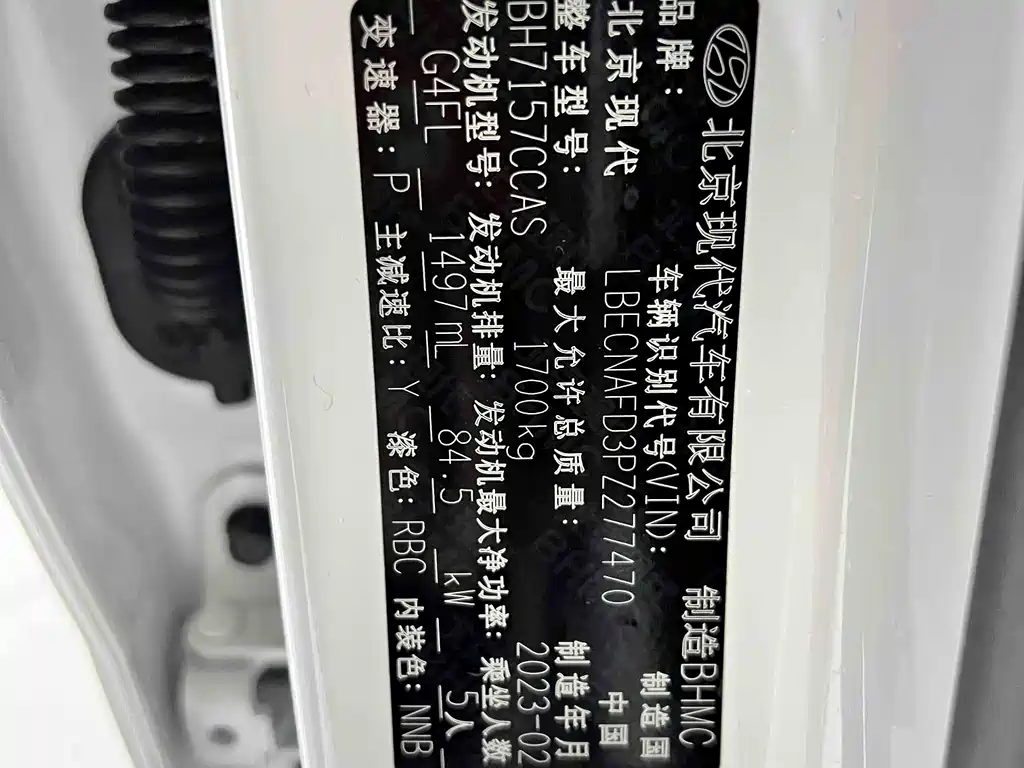 北京现代汽车有限公司 制造BHMC
品牌: 车辆识别代号(VIN): 制造国
北京现代 LBECNAFD3PZ277470 中国
整车型号: 最大允许总质量: 制造年月
BH7157CCAS 1700kg 2023-02
发动机型号: 发动机排量: 发动机最大净功率: 乘坐人数
G4FL 1497mL 84.5 kW 5人
变速器: P 主减速比: Y 漆色: RBC 内装色: NNB